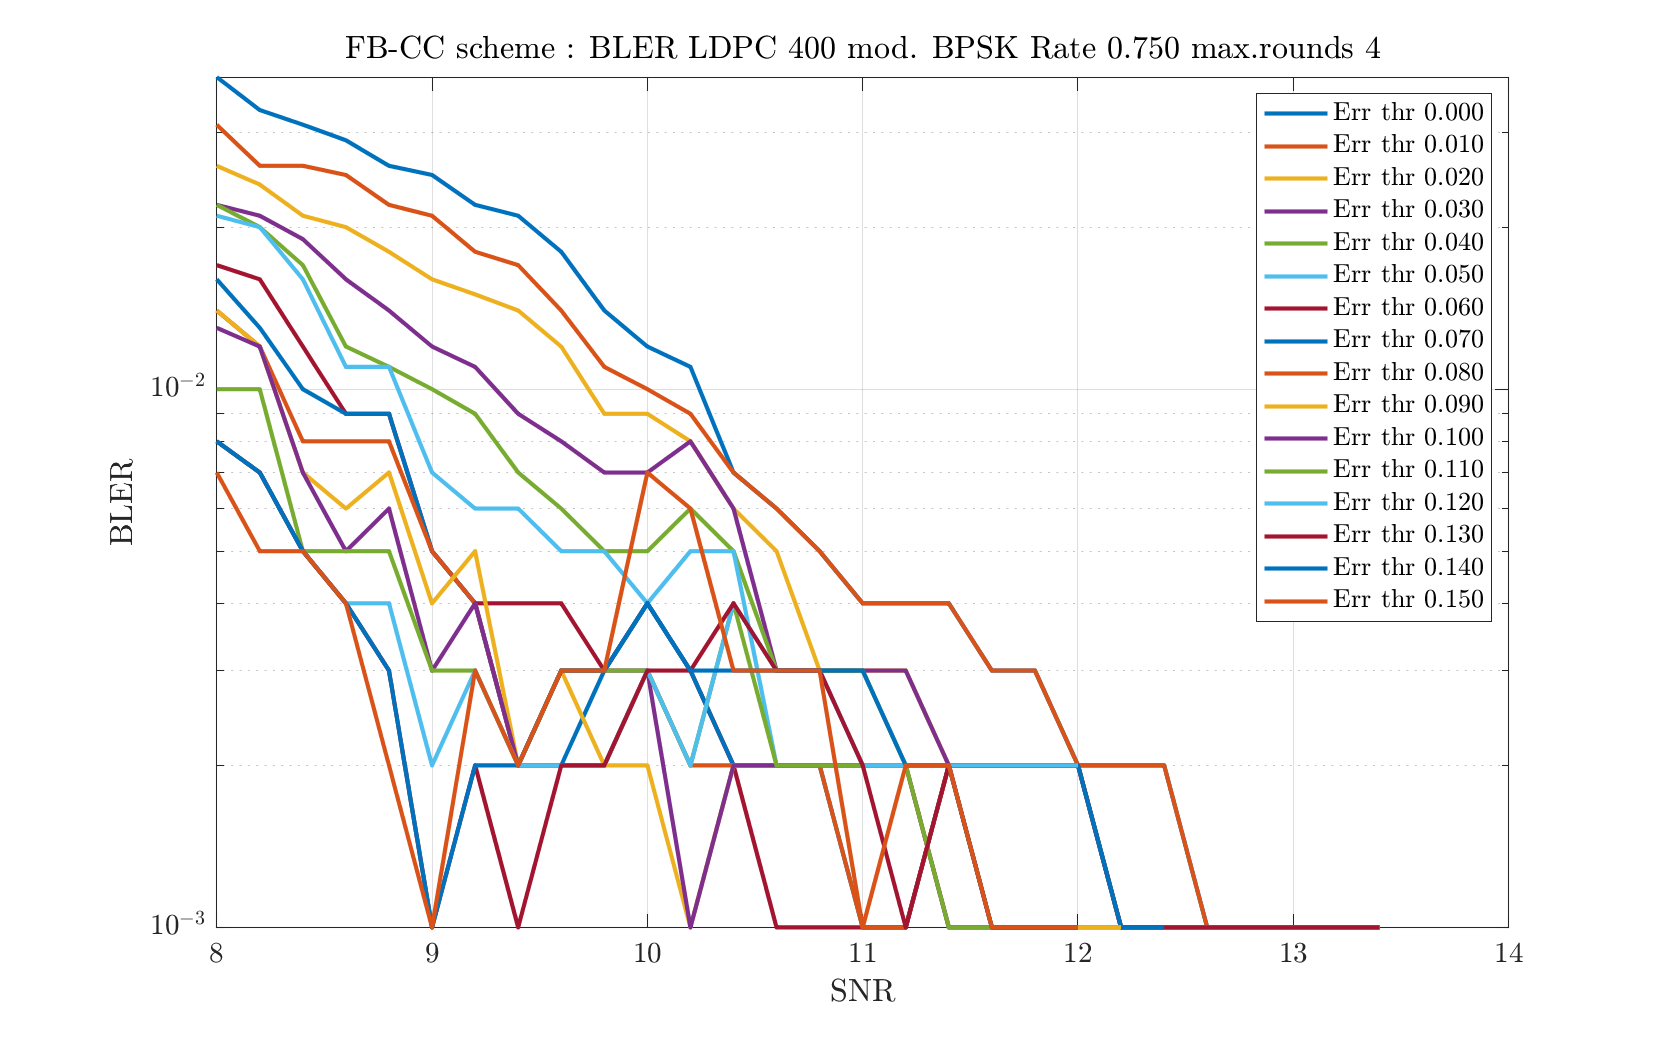 FB-CC scheme : BLER LDPC 400 mod. BPSK Rate 0.750 max.rounds 4
Err thr 0.000
Err thr 0.010
Err thr 0.020
Err thr 0.030
Err thr 0.040
Err thr 0.050
Err thr 0.060
Err thr 0.070
Err thr 0.080
Err thr 0.090
Err thr 0.100
Err thr 0.110
Err thr 0.120
Err thr 0.130
Err thr 0.140
Err thr 0.150
10⁻²
BLER
10⁻³
8 9 10 11 12 13 14
SNR